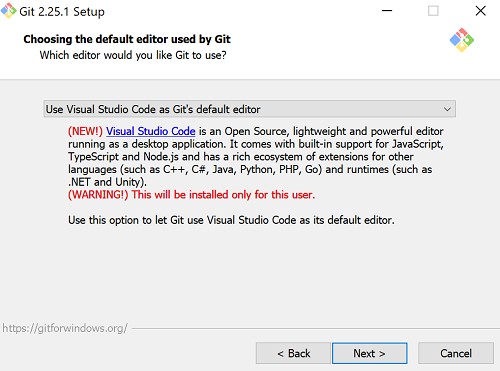 Git 2.25.1 Setup
Choosing the default editor used by Git
Which editor would you like Git to use?
Use Visual Studio Code as Git's default editor
(NEW!) Visual Studio Code is an Open Source, lightweight and powerful editor
running as a desktop application. It comes with built-in support for JavaScript,
TypeScript and Node.js and has a rich ecosystem of extensions for other
languages (such as C++, C#, Java, Python, PHP, Go) and runtimes (such as
.NET and Unity).
(WARNING!) This will be installed only for this user.
Use this option to let Git use Visual Studio Code as its default editor.
https://gitforwindows.org/
< Back
Next >
Cancel